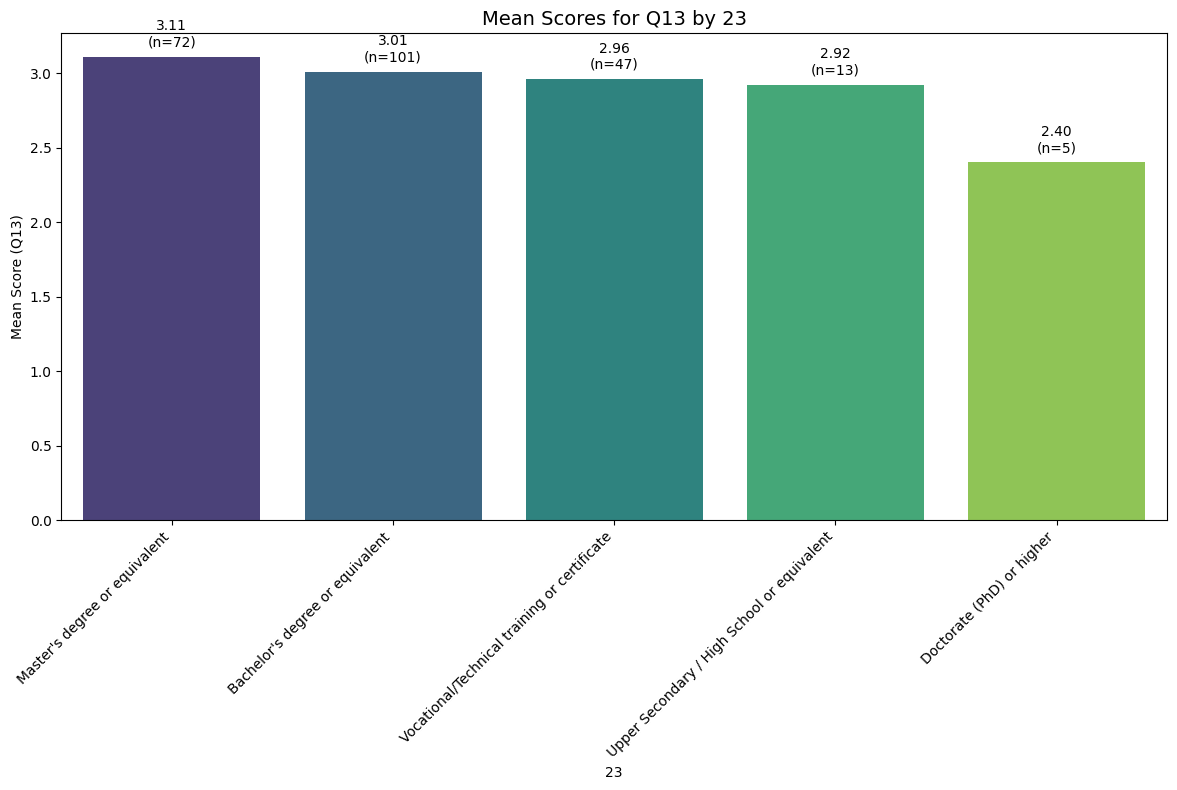 Mean Scores for Q13 by 23
3.11
(n=72)
3.01
(n=101)
2.96
(n=47)
2.92
(n=13)
2.40
(n=5)
Mean Score (Q13)
3.0
2.5
2.0
1.5
1.0
0.5
0.0
Master's degree or equivalent
Bachelor's degree or equivalent
Vocational/Technical training or certificate
Upper Secondary / High School or equivalent
Doctorate (PhD) or higher
23